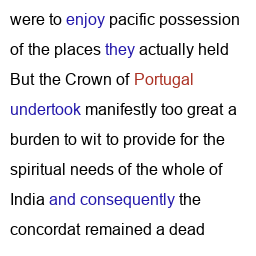 were to enjoy pacific possession
of the places they actually held
But the Crown of Portugal
undertook manifestly too great a
burden to wit to provide for the
spiritual needs of the whole of
India and consequently the
concordat remained a dead